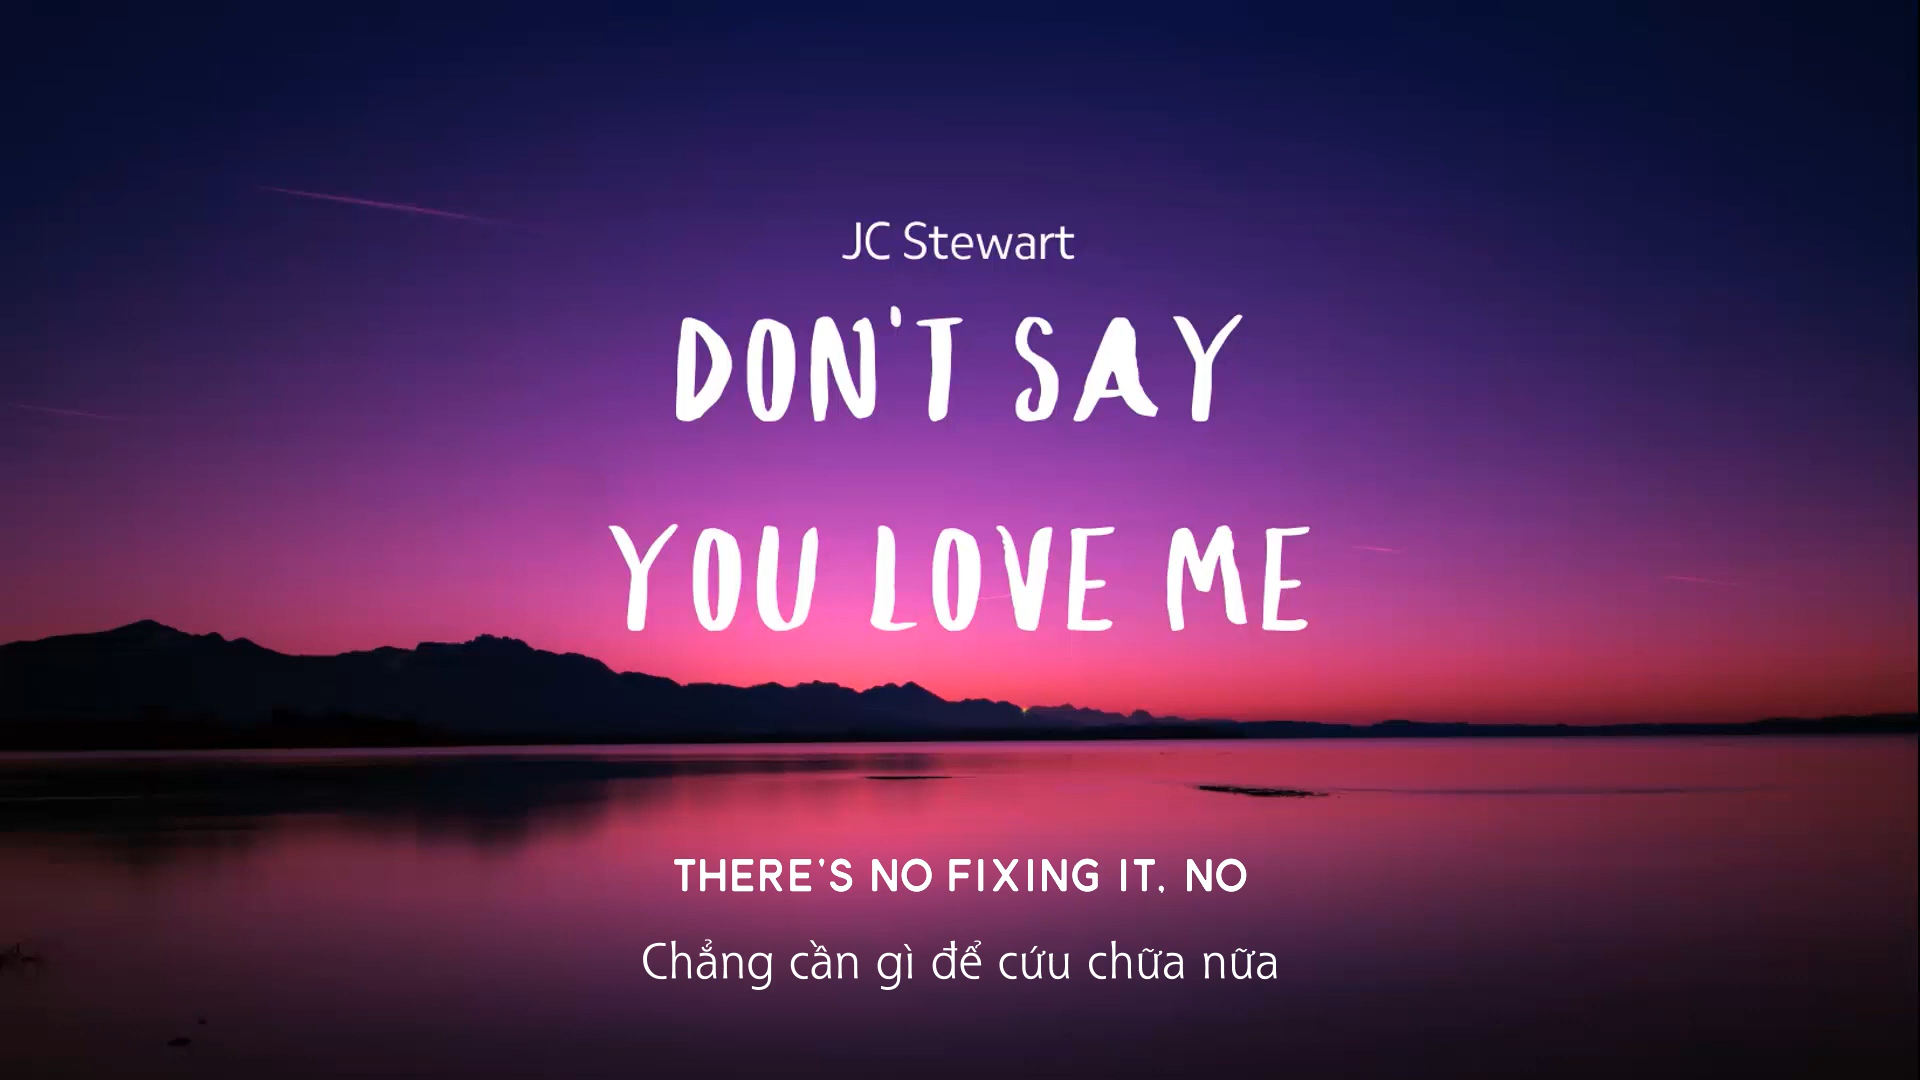 JC Stewart
DON'T SAY
YOU LOVE ME
THERE'S NO FIXING IT, NO
Chẳng cần gì để cứu chữa nữa